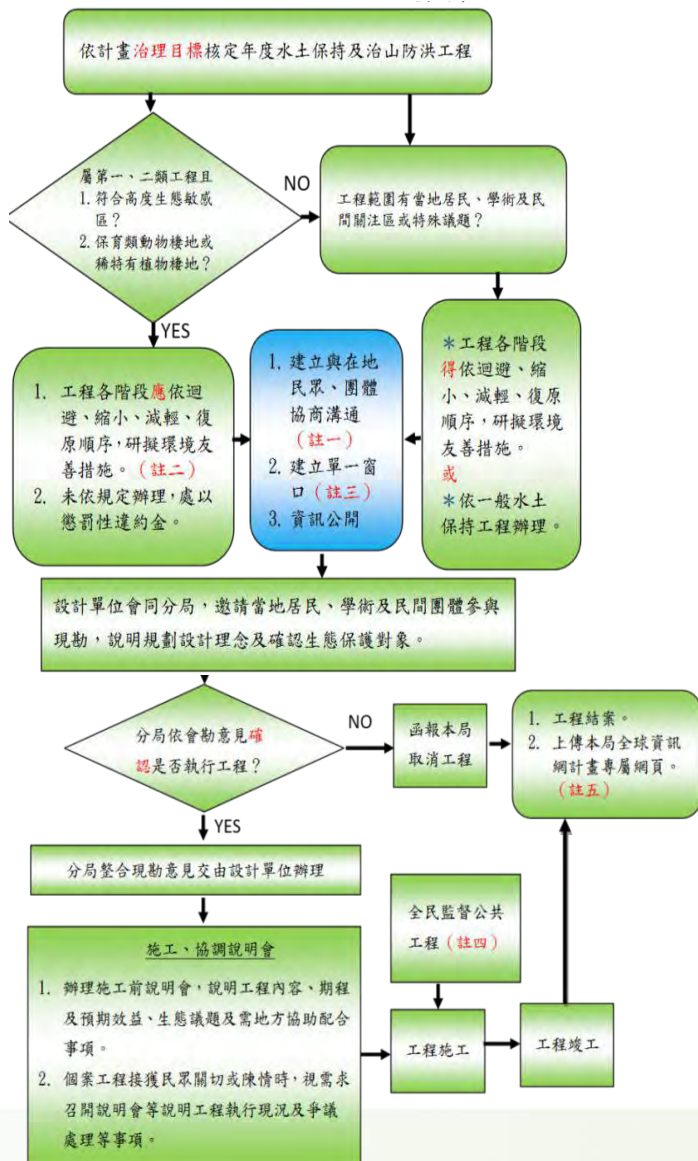 依計畫治理目標核定年度水土保持及治山防洪工程
屬第一、二類工程且
1. 符合高度生態敏感
區？
2. 保育類動物棲地或
稀特有植物棲地？
NO
工程範圍有當地居民、學術及民
間關注區或特殊議題？
YES
1. 工程各階段應依迴
避、縮小、減輕、復
原順序，研擬環境友
善措施。（註二）
2. 未依規定辦理，處以
懲罰性違約金。
1. 建立與在地
民眾、團體
協商溝通
（註一）
2. 建立單一窗
口（註三）
3. 資訊公開
＊工程各階段
得依迴避、縮
小、減輕、復原
順序，研擬環境
友善措施。
或
＊依一般水土
保持工程辦理。
設計單位會同分局，邀請當地居民、學術及民間團體參與
現勘，說明規劃設計理念及確認生態保護對象。
分局依會勘意見確
認是否執行工程？
NO
函報本局
取消工程
1. 工程結案。
2. 上傳本局全球資訊
網計畫專屬網頁。
（註五）
YES
分局整合現勘意見交由設計單位辦理
施工、協調說明會
1. 辦理施工前說明會，說明工程內容、期程
及預期效益、生態議題及需地方協助配合
事項。
2. 個案工程接獲民眾關切或陳情時，視需求
召開說明會等說明工程執行現況及爭議
處理等事項。
全民監督公共
工程（註四）
工程施工
工程竣工